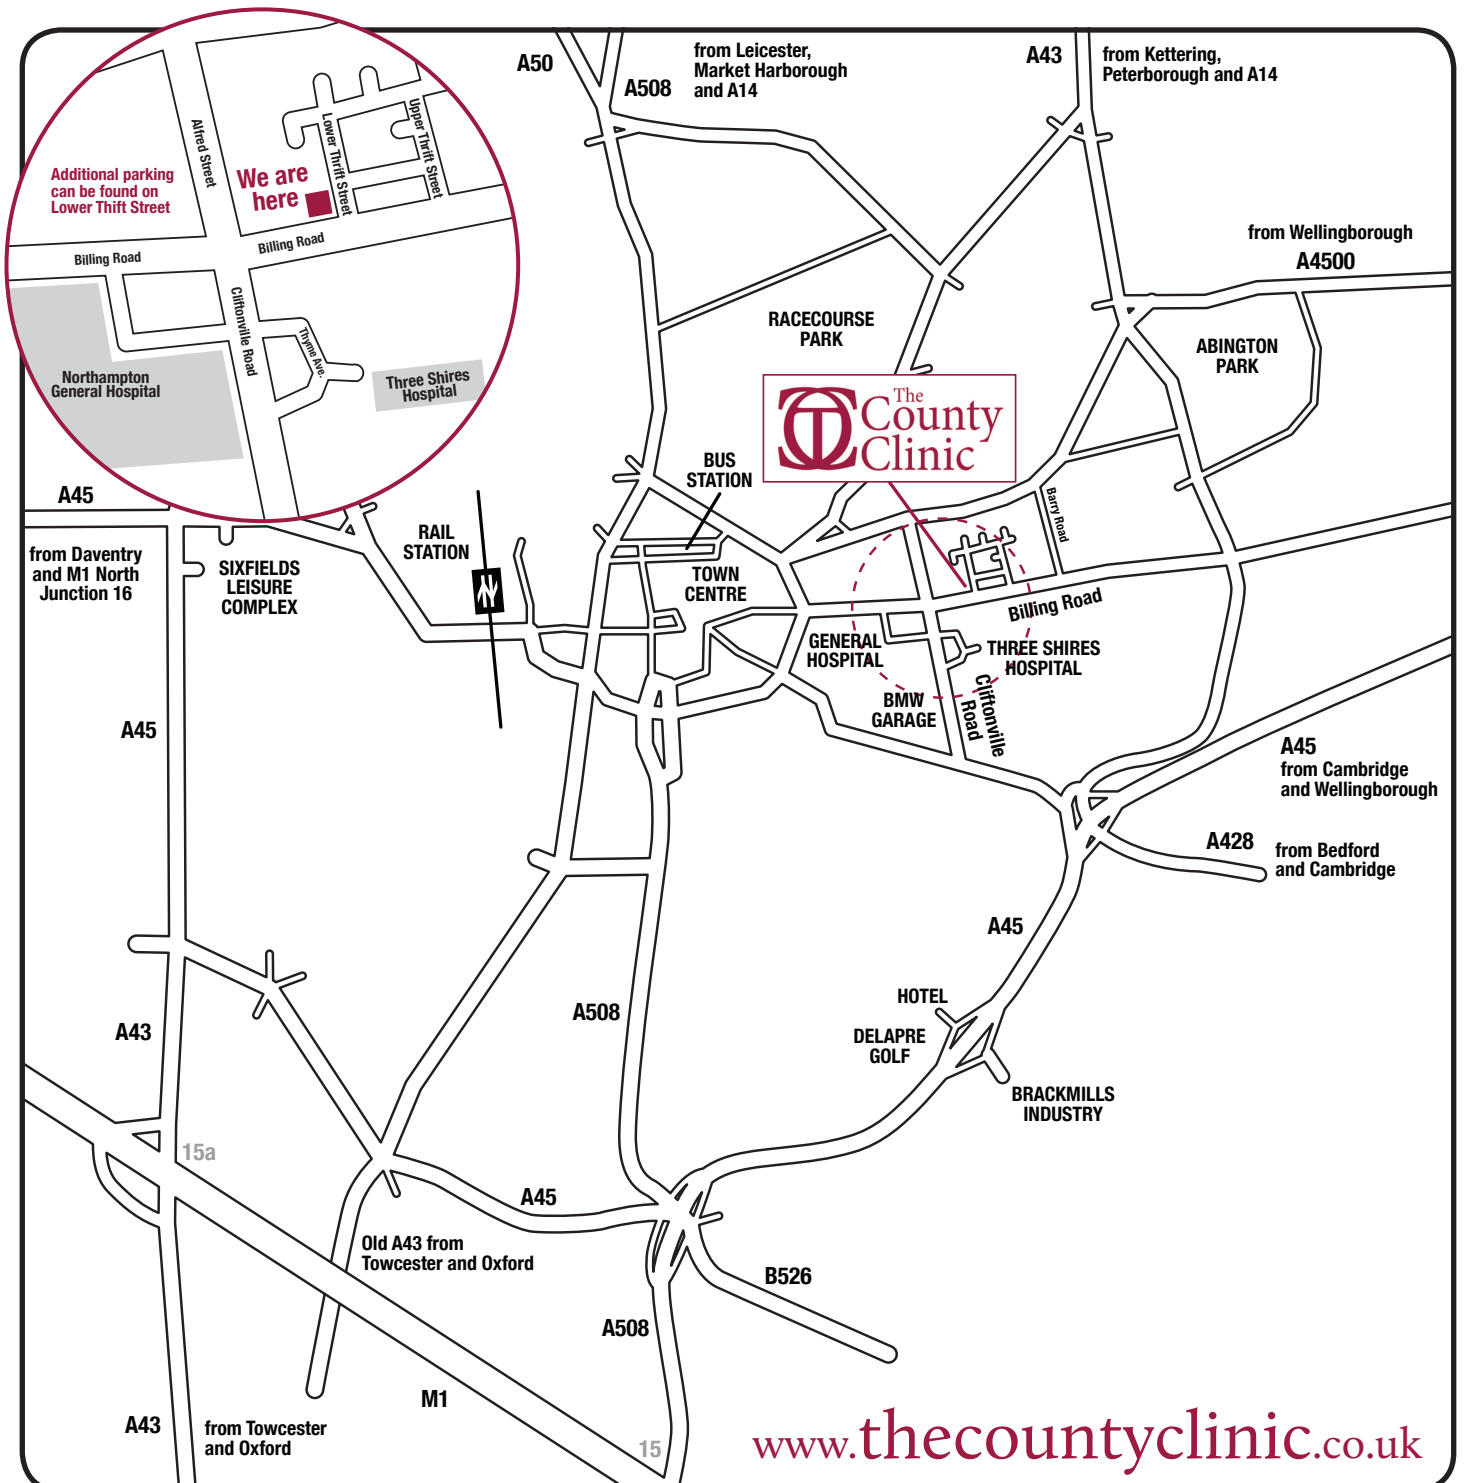 A50
A508
from Leicester,
Market Harborough
and A14
A43
from Kettering,
Peterborough and A14
Alfred Street
Lower Thrift Street
Upper Thrift Street
Additional parking
can be found on
Lower Thift Street
We are
here
Billing Road
Billing Road
Cliftonville Road
Thyme Ave.
Northampton
General Hospital
Three Shires
Hospital
from Wellingborough
A4500
RACECOURSE
PARK
ABINGTON
PARK
The
County
Clinic
BUS
STATION
A45
from Daventry
and M1 North
Junction 16
SIXFIELDS
LEISURE
COMPLEX
RAIL
STATION
TOWN
CENTRE
Barry Road
Billing Road
GENERAL
HOSPITAL
THREE SHIRES
HOSPITAL
BMW
GARAGE
Cliftonville
Road
A45
A45
from Cambridge
and Wellingborough
A428
from Bedford
and Cambridge
A45
HOTEL
DELAPRE
GOLF
BRACKMILLS
INDUSTRY
A508
A43
15a
A45
Old A43 from
Towcester and Oxford
B526
A508
M1
A43
from Towcester
and Oxford
15
www.thecountyclinic.co.uk